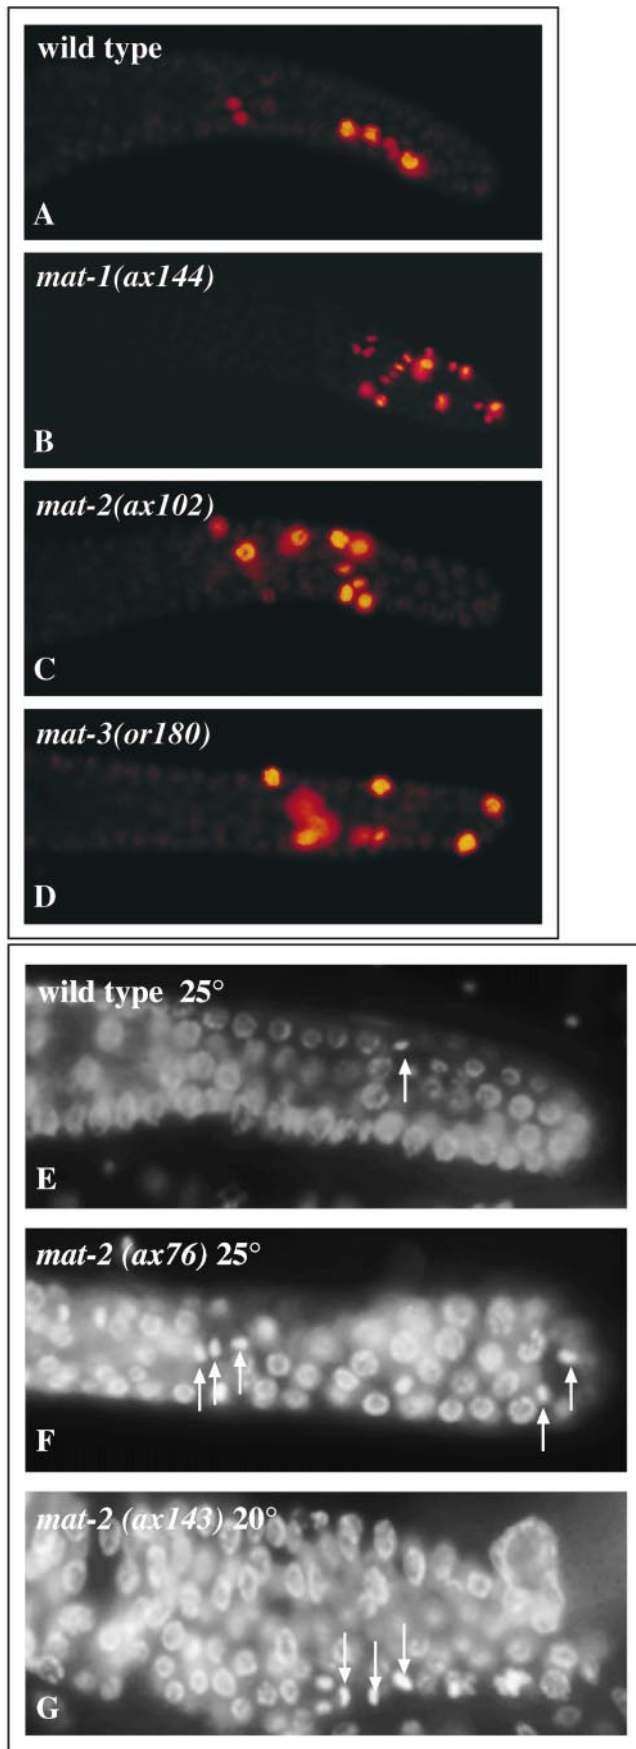 wild type
A
mat-1(ax144)
B
mat-2(ax102)
C
mat-3(or180)
D
wild type 25°
E
mat-2 (ax76) 25°
F
mat-2 (ax143) 20°
G